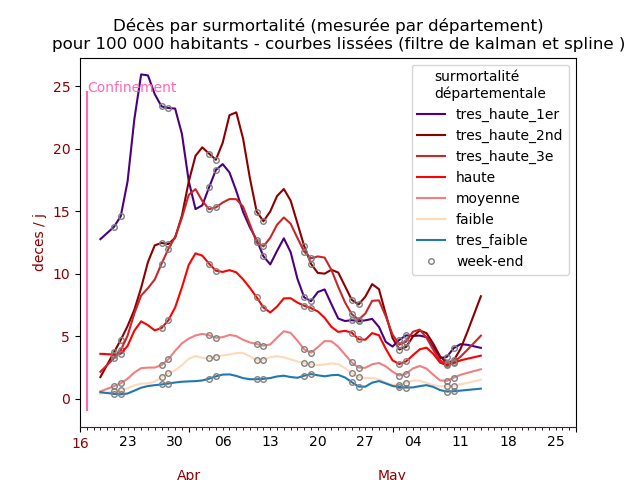 Décès par surmortalité (mesurée par département)
pour 100 000 habitants - courbes lissées (filtre de kalman et spline )
Confinement
surmortalité
départementale
tres_haute_1er
tres_haute_2nd
tres_haute_3e
haute
moyenne
faible
tres_faible
week-end
deces / j
25
20
15
10
5
0
16 23 30 06 13 20 27 04 11 18 25
Apr May